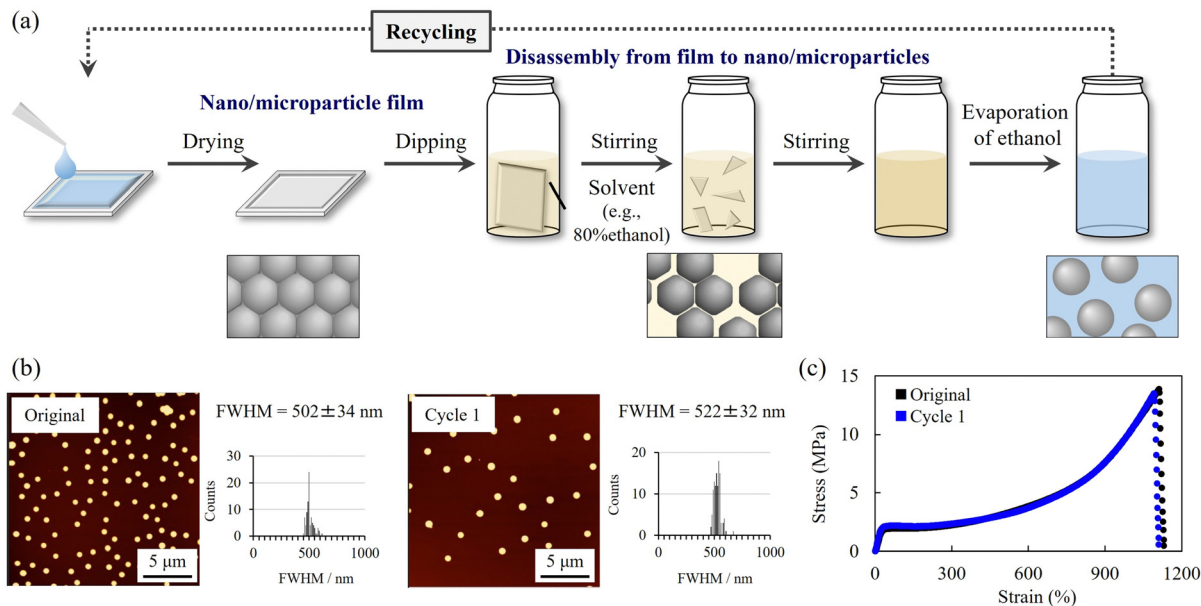 (a)
Recycling
Disassembly from film to nano/microparticles
Nano/microparticle film
Drying
Dipping
Stirring
Solvent
(e.g.,
80%ethanol)
Stirring
Evaporation
of ethanol
(b)
Original
5 μm
FWHM = 502±34 nm
Counts
30
20
10
0
0
500
1000
FWHM / nm
Cycle 1
5 μm
FWHM = 522±32 nm
Counts
20
10
0
0
500
1000
FWHM / nm
(c)
Stress (MPa)
15
10
5
0
Original
Cycle 1
0
300
600
900
1200
Strain (%)